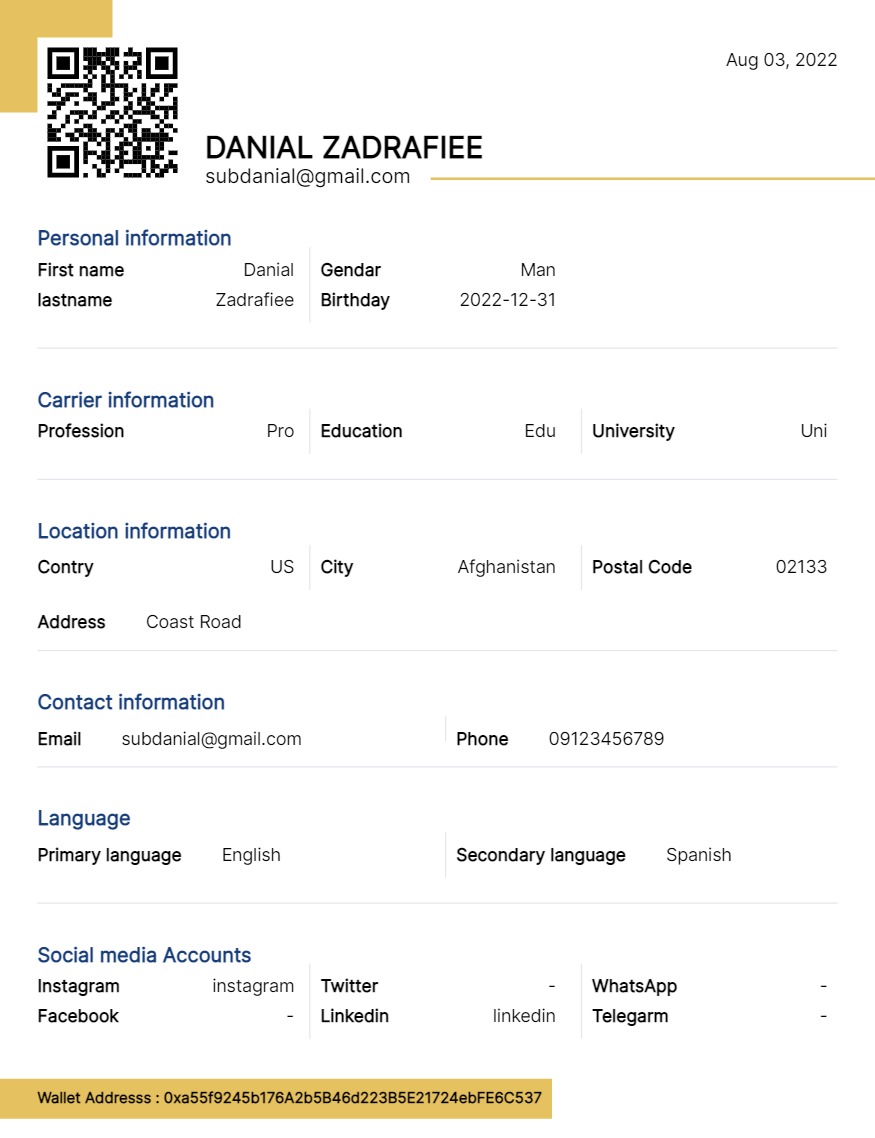 Aug 03, 2022
DANIAL ZADRAFIEE
subdanial@gmail.com
Personal information
First name Danial Gendar Man
lastname Zadrafiee Birthday 2022-12-31
Carrier information
Profession Pro Education Edu University Uni
Location information
Contry US City Afghanistan Postal Code 02133
Address Coast Road
Contact information
Email subdanial@gmail.com Phone 09123456789
Language
Primary language English Secondary language Spanish
Social media Accounts
Instagram instagram Twitter - WhatsApp -
Facebook - Linkedin linkedin Telegarm -
Wallet Addresss : 0xa55f9245b176A2b5B46d223B5E21724ebFE6C537